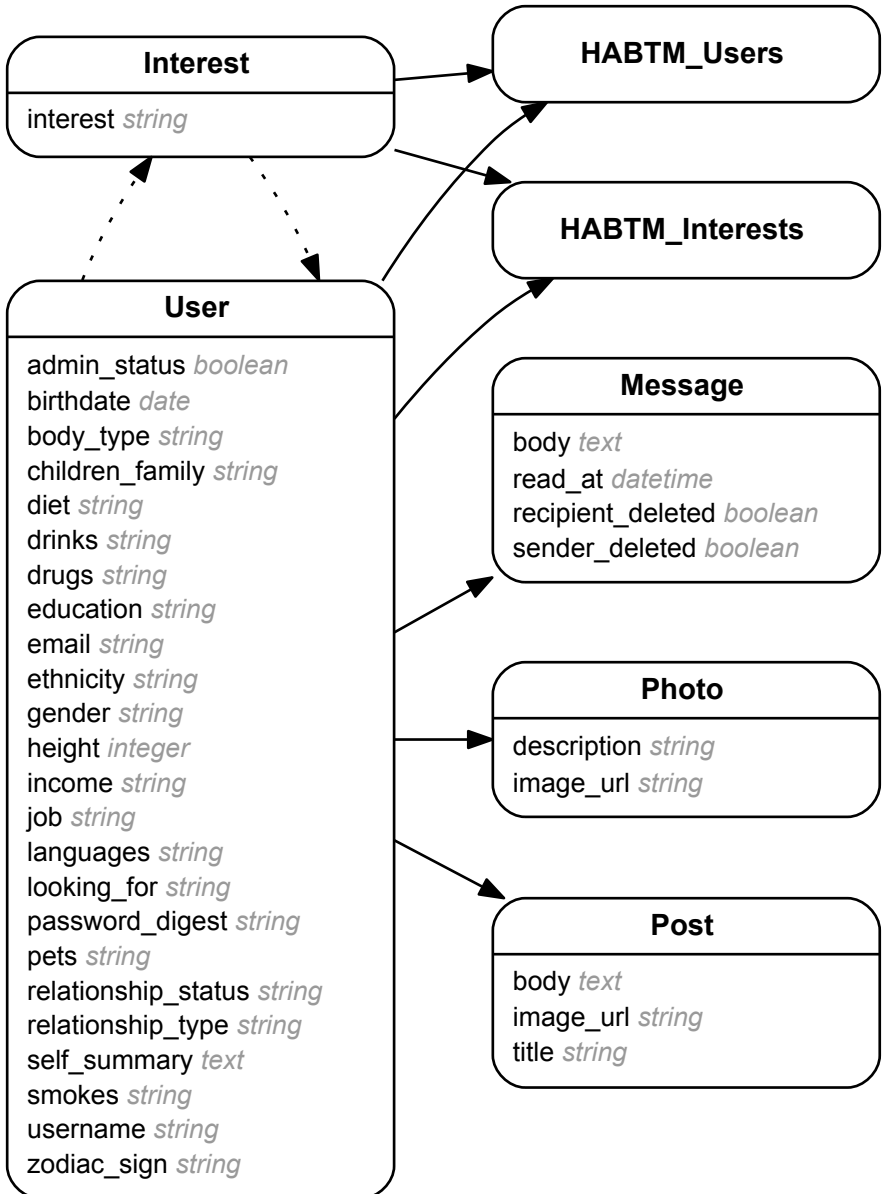 Interest
interest string
HABTM_Users
HABTM_Interests
User
admin_status boolean
birthdate date
body_type string
children_family string
diet string
drinks string
drugs string
education string
email string
ethnicity string
gender string
height integer
income string
job string
languages string
looking_for string
password_digest string
pets string
relationship_status string
relationship_type string
self_summary text
smokes string
username string
zodiac_sign string
Message
body text
read_at datetime
recipient_deleted boolean
sender_deleted boolean
Photo
description string
image_url string
Post
body text
image_url string
title string